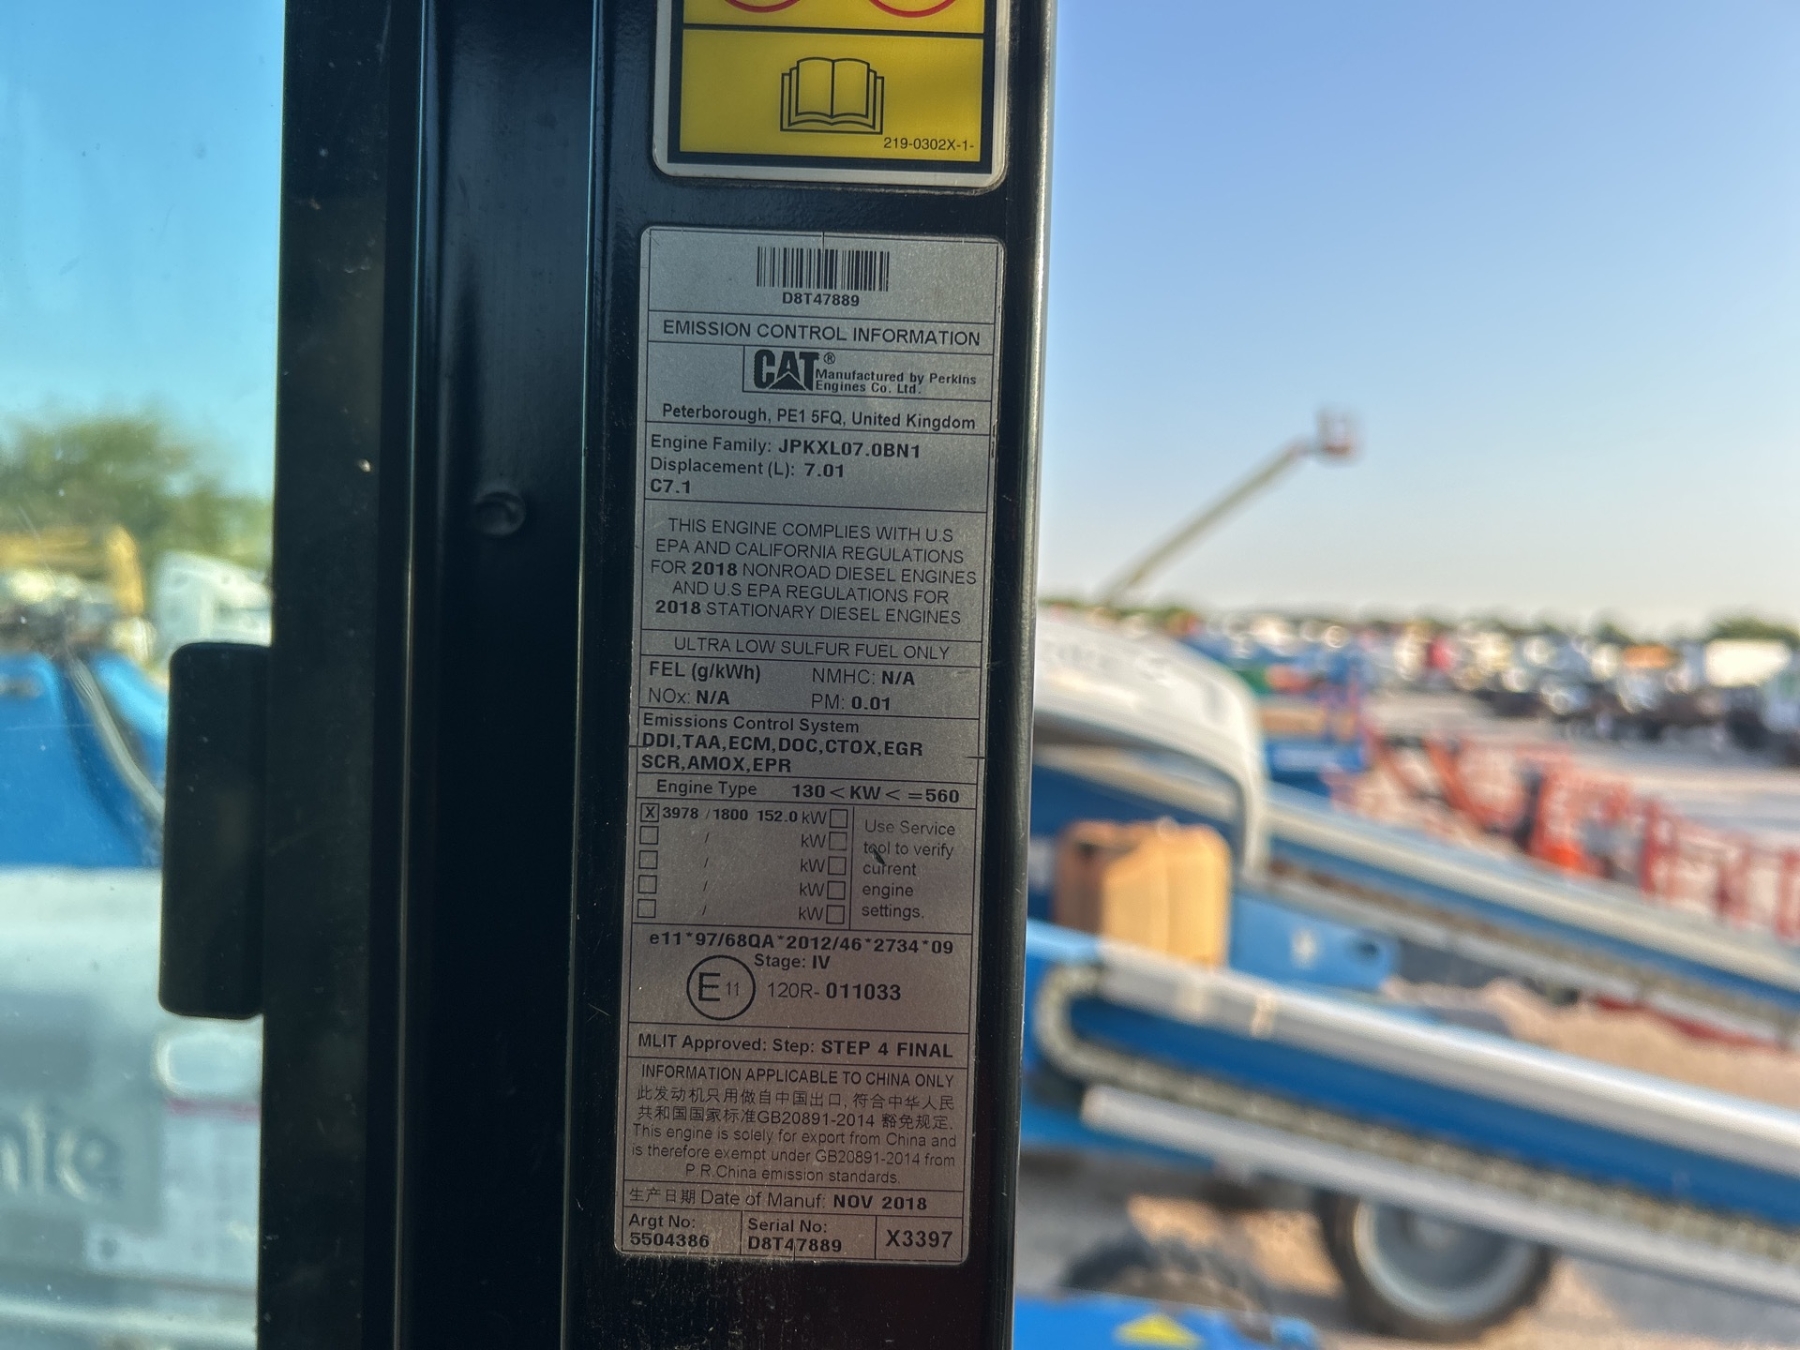 219-0302X-1-
D8T47889
EMISSION CONTROL INFORMATION
CAT® Manufactured by Perkins
Engines Co. Ltd.
Peterborough, PE1 5FQ, United Kingdom
Engine Family: JPKXL07.0BN1
Displacement (L): 7.01
C7.1
THIS ENGINE COMPLIES WITH U.S
EPA AND CALIFORNIA REGULATIONS
FOR 2018 NONROAD DIESEL ENGINES
AND U.S EPA REGULATIONS FOR
2018 STATIONARY DIESEL ENGINES
ULTRA LOW SULFUR FUEL ONLY
FEL (g/kWh) NMHC: N/A
NOx: N/A PM: 0.01
Emissions Control System
DDI,TAA,ECM,DOC,CTOX,EGR
SCR,AMOX,EPR
Engine Type 130 < KW < =560
X 3978 /1800 152.0 kW
/ kW
/ kW
/ kW
/ kW
Use Service
tool to verify
current
engine
settings.
e11*97/68QA*2012/46*2734*09
Stage: IV
E 11 120R- 011033
MLIT Approved: Step: STEP 4 FINAL
INFORMATION APPLICABLE TO CHINA ONLY
此发动机只用做自中国出口, 符合中华人民
共和国国家标准GB20891-2014 豁免规定.
This engine is solely for export from China and
is therefore exempt under GB20891-2014 from
P.R.China emission standards.
生产日期 Date of Manuf: NOV 2018
Argt No:
5504386
Serial No:
D8T47889
X3397